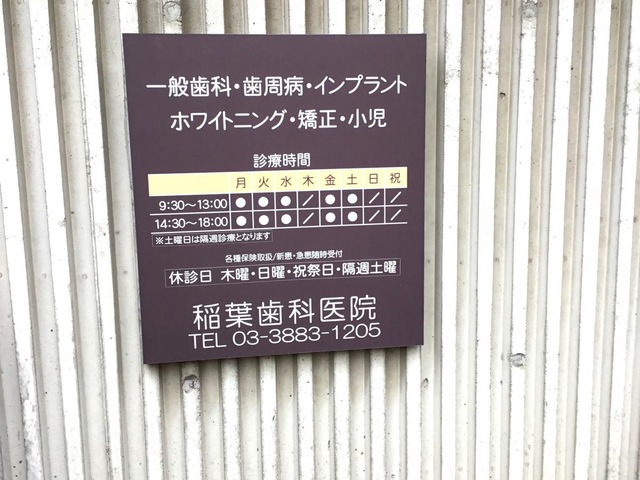 一般歯科・歯周病・インプラント
ホワイトニング・矯正・小児
診療時間
月 火 水 木 金 土 日 祝
9:30～13:00 ● ● ● ／ ● ● ／ ／
14:30～18:00 ● ● ● ／ ● ● ／ ／
※土曜日は隔週診療となります
各種保険取扱/新患・急患随時受付
休診日 木曜・日曜・祝祭日・隔週土曜
稲葉歯科医院
TEL 03-3883-1205